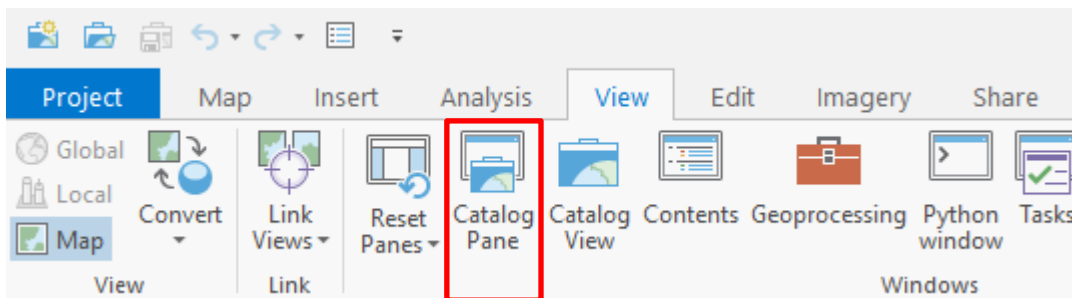 Project Map Insert Analysis View Edit Imagery Share
Global
Local
Map
Convert
Link
Views
Reset
Panes
Catalog
Pane
Catalog
View
Contents
Geoprocessing
Python
window
Tasks
View Link Windows